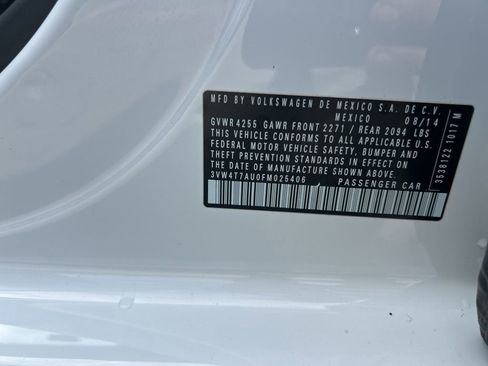 MFD BY VOLKSWAGEN DE MEXICO S.A. DE C.V.
MEXICO 08/14
GVWR 4255 GAWR FRONT 2271 / REAR 2094 LBS
THIS VEHICLE CONFORMS TO ALL APPLICABLE U.S.
FEDERAL MOTOR VEHICLE SAFETY, BUMPER AND
THEFT PREVENTION STANDARDS IN EFFECT ON
THE DATE OF MANUFACTURE SHOWN ABOVE.
3VW4T7AU0FM025406 PASSENGER CAR
3538122 1017 M